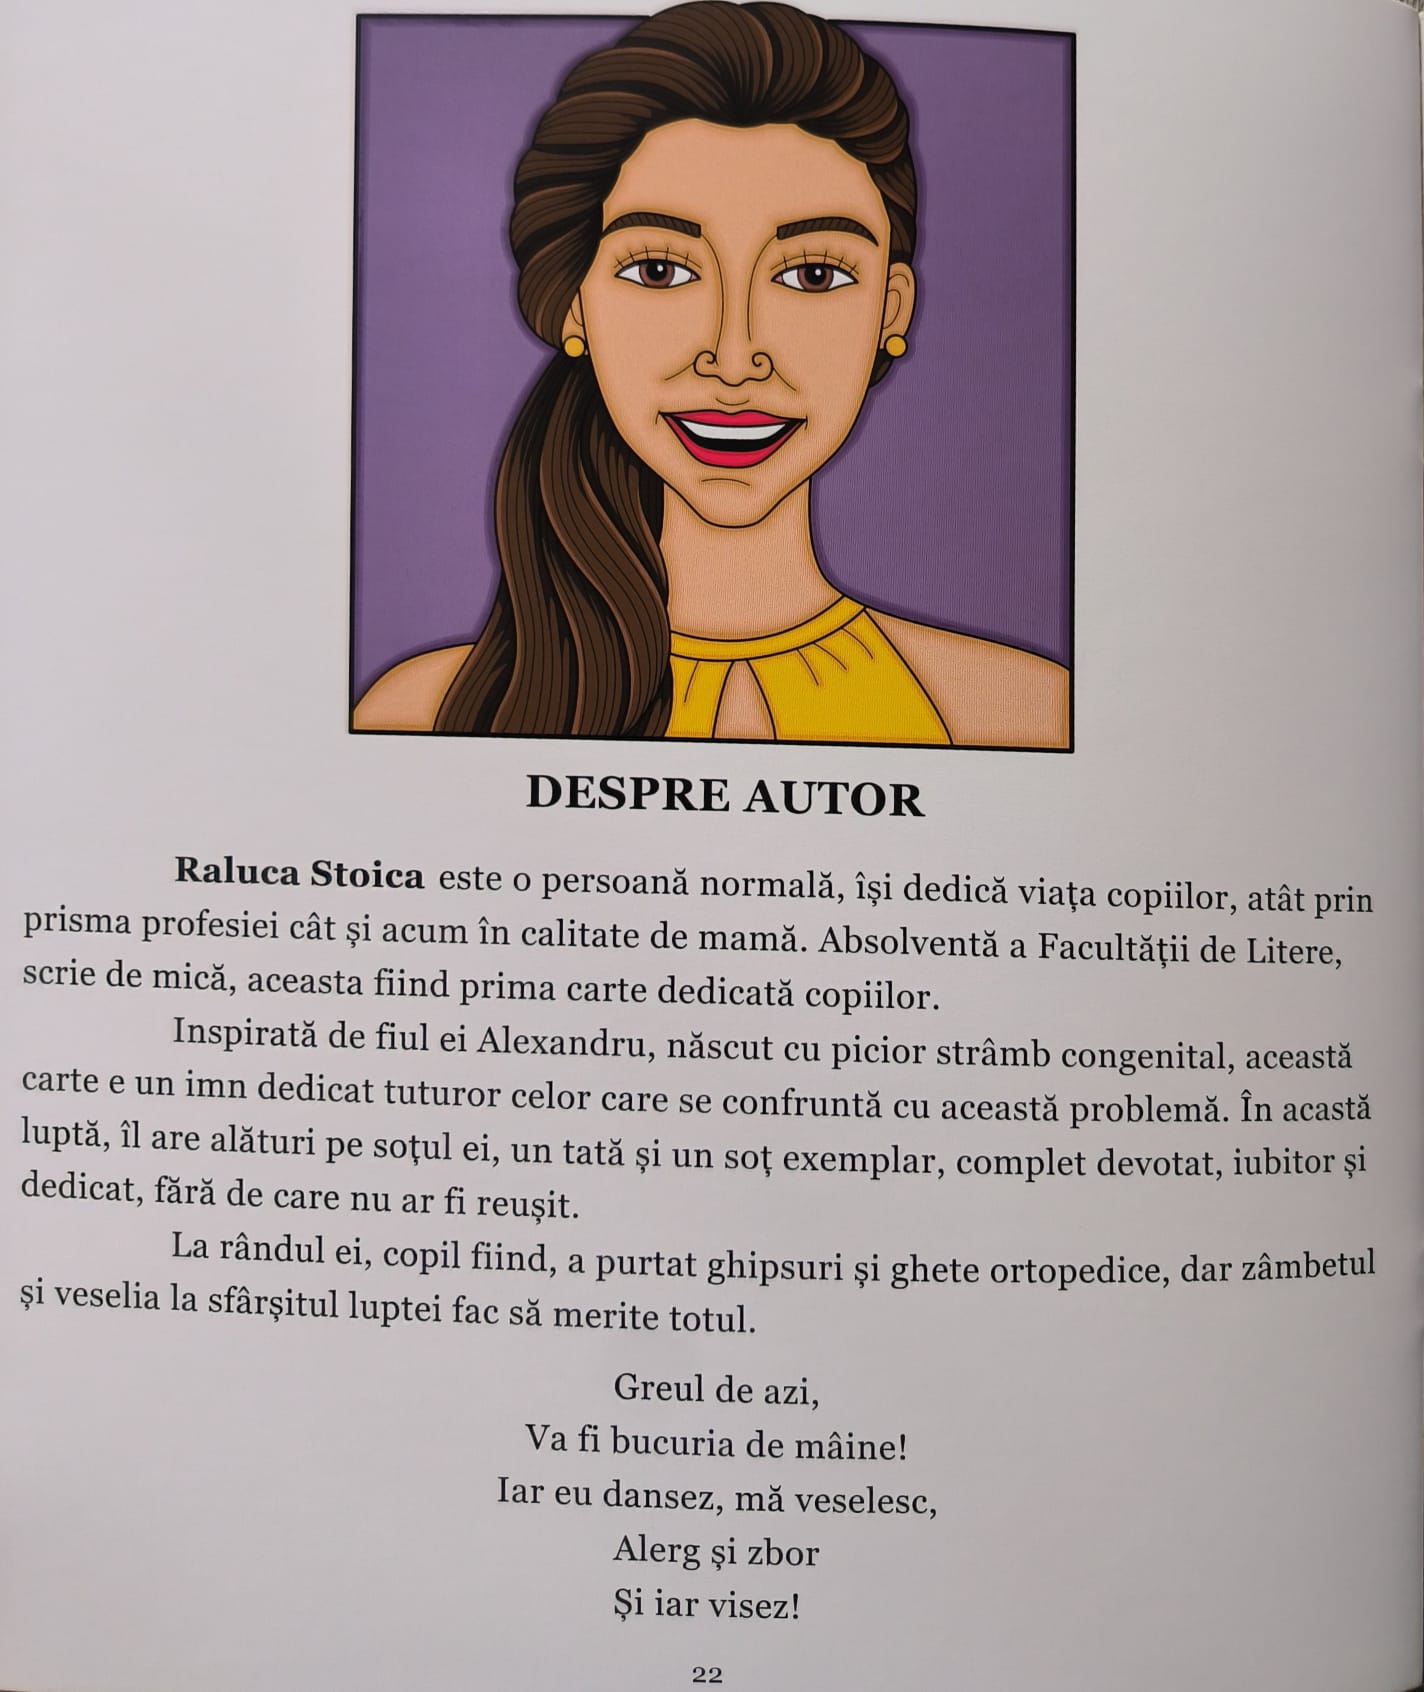 DESPRE AUTOR
Raluca Stoica este o persoană normală, își dedică viața copiilor, atât prin
prisma profesiei cât și acum în calitate de mamă. Absolventă a Facultății de Litere,
scrie de mică, aceasta fiind prima carte dedicată copiilor.
Inspirată de fiul ei Alexandru, născut cu picior strâmb congenital, această
carte e un imn dedicat tuturor celor care se confruntă cu această problemă. În acastă
luptă, îl are alături pe soțul ei, un tată și un soț exemplar, complet devotat, iubitor și
dedicat, fără de care nu ar fi reușit.
La rândul ei, copil fiind, a purtat ghipsuri și ghete ortopedice, dar zâmbetul
și veselia la sfârșitul luptei fac să merite totul.
Greul de azi,
Va fi bucuria de mâine!
Iar eu dansez, mă veselesc,
Alerg și zbor
Și iar visez!
22